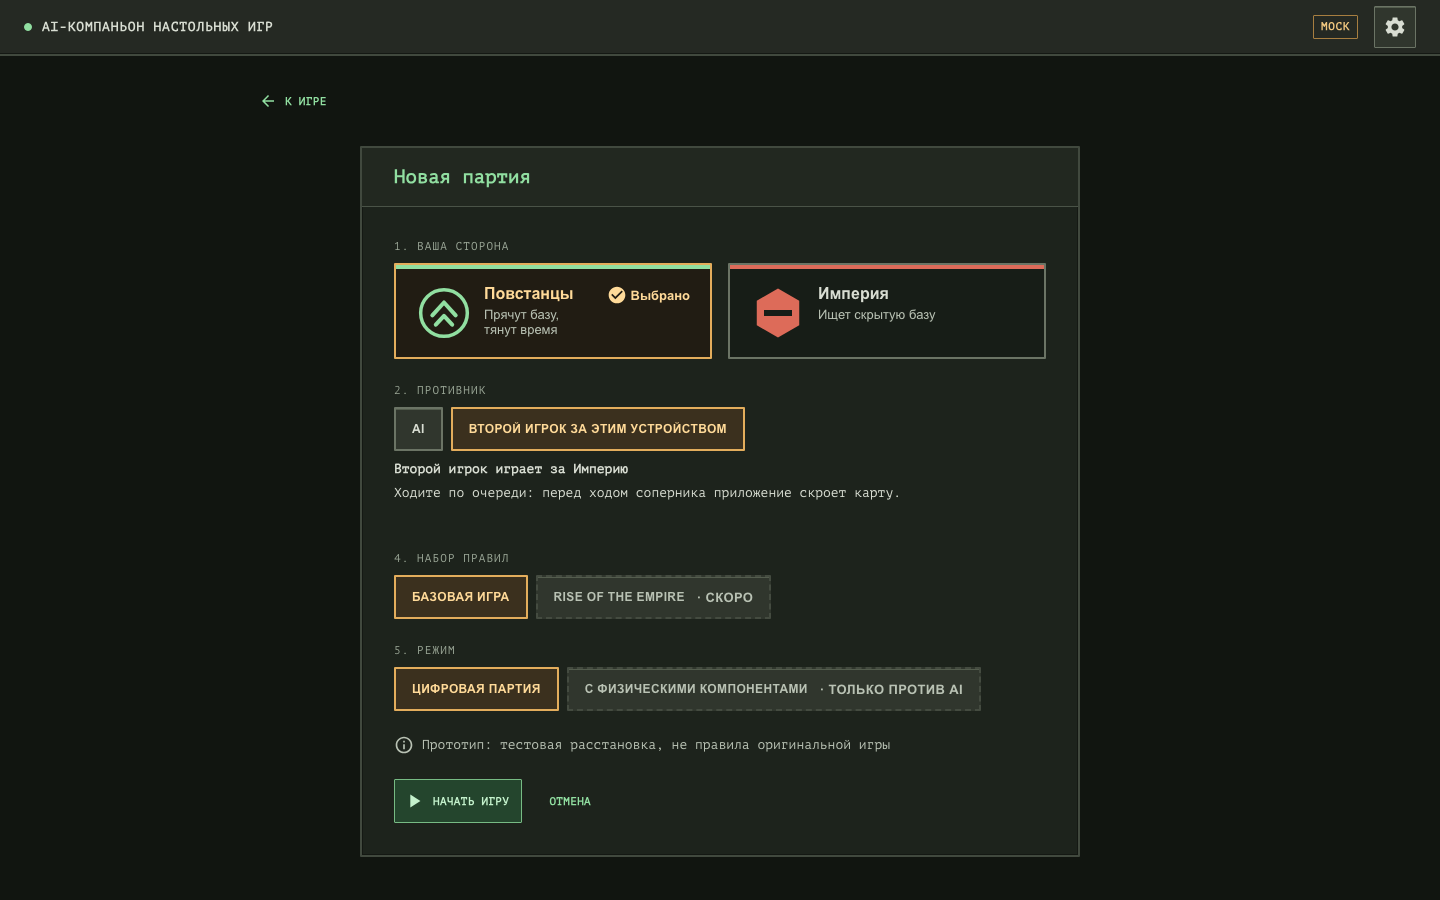 AI-КОМПАНЬОН НАСТОЛЬНЫХ ИГР
МОСК
К ИГРЕ
Новая партия
1. ВАША СТОРОНА
Повстанцы
Выбрано
Прячут базу,
тянут время
Империя
Ищет скрытую базу
2. ПРОТИВНИК
AI
ВТОРОЙ ИГРОК ЗА ЭТИМ УСТРОЙСТВОМ
Второй игрок играет за Империю
Ходите по очереди: перед ходом соперника приложение скроет карту.
4. НАБОР ПРАВИЛ
БАЗОВАЯ ИГРА
RISE OF THE EMPIRE · СКОРО
5. РЕЖИМ
ЦИФРОВАЯ ПАРТИЯ
С ФИЗИЧЕСКИМИ КОМПОНЕНТАМИ · ТОЛЬКО ПРОТИВ AI
Прототип: тестовая расстановка, не правила оригинальной игры
НАЧАТЬ ИГРУ
ОТМЕНА